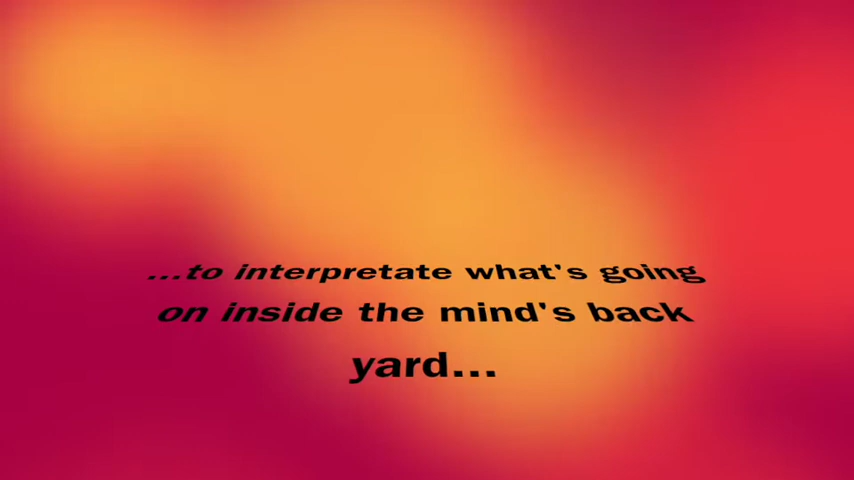 ...to interpretate what's going
on inside the mind's back
yard...